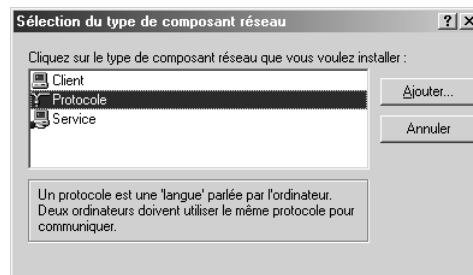 Sélection du type de composant réseau
Cliquez sur le type de composant réseau que vous voulez installer :
Client
Protocole
Service
Ajouter...
Annuler
Un protocole est une 'langue' parlée par l'ordinateur.
Deux ordinateurs doivent utiliser le même protocole pour
communiquer.